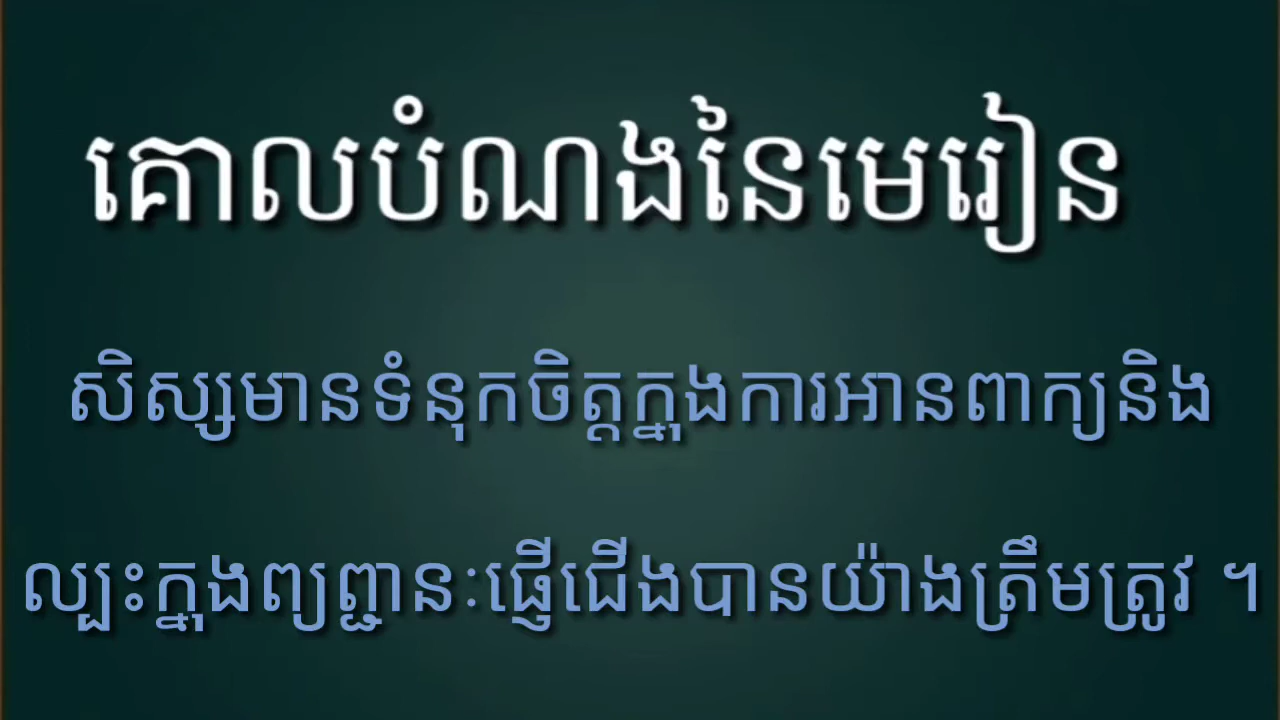 គោលបំណងនៃមេរៀន
សិស្សមានទំនុកចិត្តក្នុងការអានពាក្យនិង
ល្បះក្នុងព្យព្ជានៈផ្ញើជើងបានយ៉ាងត្រឹមត្រូវ ។